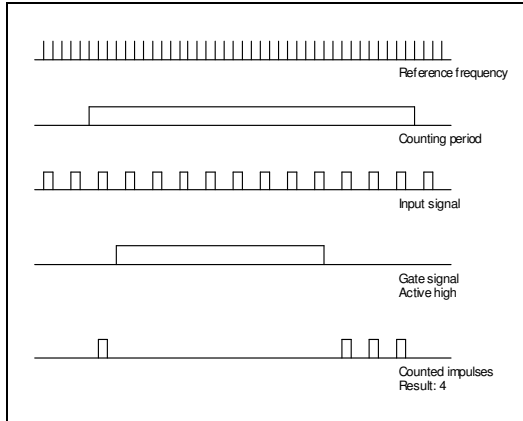 Reference frequency
Counting period
Input signal
Gate signal
Active high
Counted impulses
Result: 4